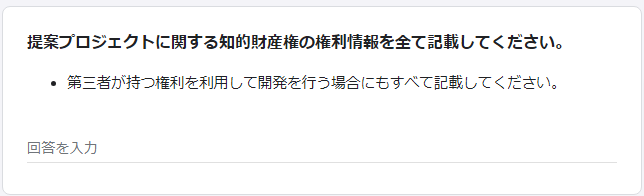 提案プロジェクトに関する知的財産権の権利情報を全て記載してください。
• 第三者が持つ権利を利用して開発を行う場合にもすべて記載してください。
回答を入力